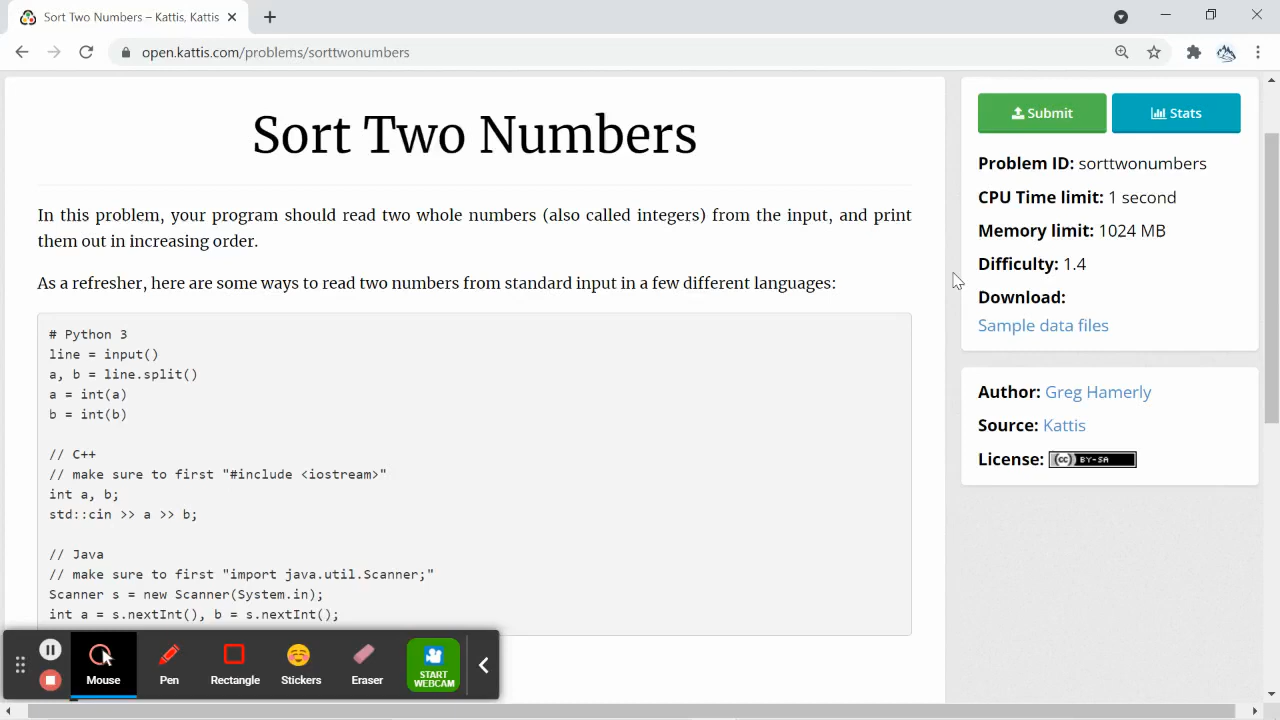 Sort Two Numbers – Kattis, Kattis
open.kattis.com/problems/sorttwonumbers
Sort Two Numbers
In this problem, your program should read two whole numbers (also called integers) from the input, and print
them out in increasing order.
As a refresher, here are some ways to read two numbers from standard input in a few different languages:
# Python 3
line = input()
a, b = line.split()
a = int(a)
b = int(b)
// C++
// make sure to first "#include <iostream>"
int a, b;
std::cin >> a >> b;
// Java
// make sure to first "import java.util.Scanner;"
Scanner s = new Scanner(System.in);
int a = s.nextInt(), b = s.nextInt();
Submit Stats
Problem ID: sorttwonumbers
CPU Time limit: 1 second
Memory limit: 1024 MB
Difficulty: 1.4
Download:
Sample data files
Author: Greg Hamerly
Source: Kattis
License: (cc) BY-SA
Mouse Pen Rectangle Stickers Eraser START
WEBCAM